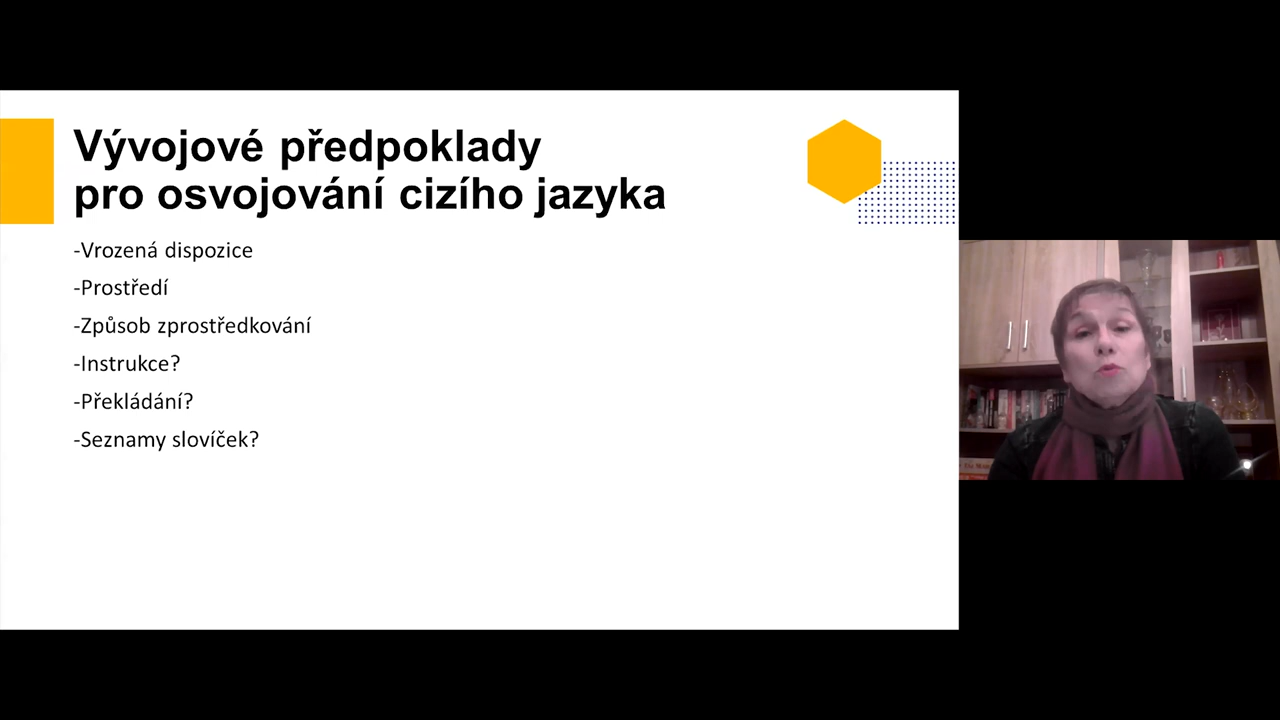 Vývojové předpoklady
pro osvojování cizího jazyka
-Vrozená dispozice
-Prostředí
-Způsob zprostředkování
-Instrukce?
-Překládání?
-Seznamy slovíček?